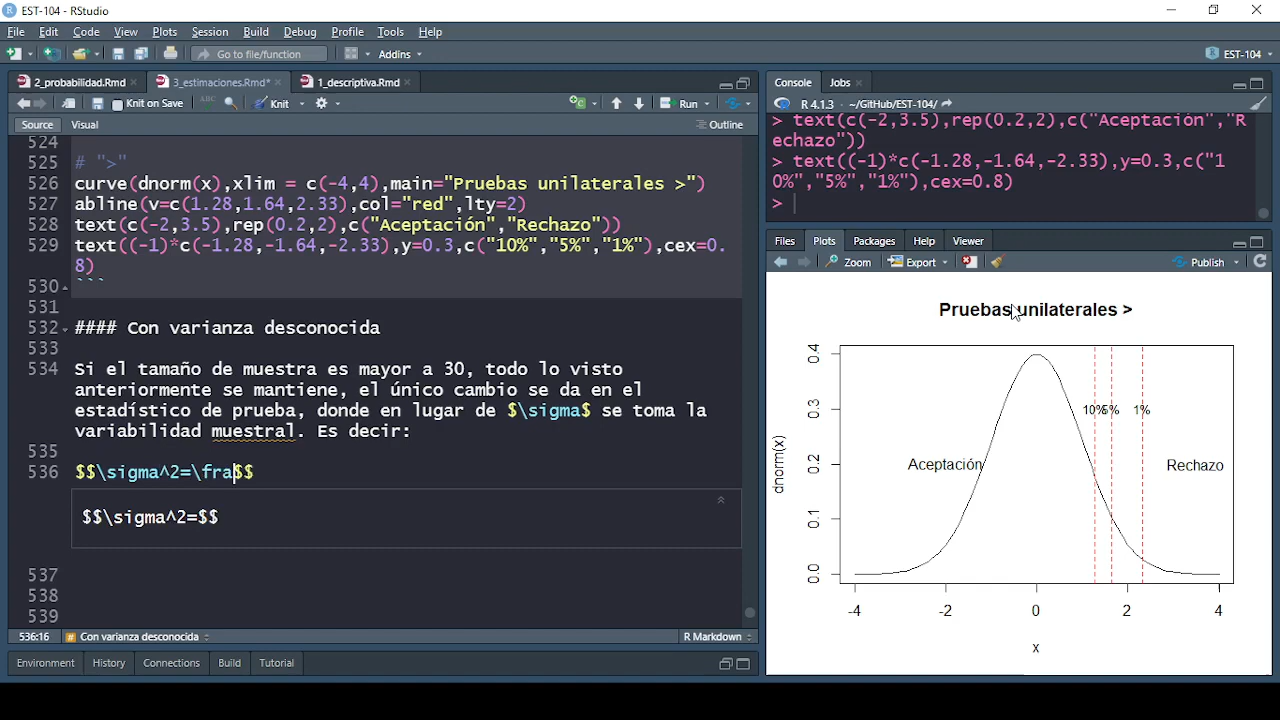 EST-104 - RStudio
File Edit Code View Plots Session Build Debug Profile Tools Help
Go to file/function Addins EST-104
2_probabilidad.Rmd 3_estimaciones.Rmd* 1_descriptiva.Rmd
Knit on Save ABC Knit Run
Source Visual Outline
524
525 # ">"
526 curve(dnorm(x),xlim = c(-4,4),main="Pruebas unilaterales >")
527 abline(v=c(1.28,1.64,2.33),col="red",lty=2)
528 text(c(-2,3.5),rep(0.2,2),c("Aceptación","Rechazo"))
529 text((-1)*c(-1.28,-1.64,-2.33),y=0.3,c("10%","5%","1%"),cex=0.
8)
530 ```
531
532 #### Con varianza desconocida
533
534 Si el tamaño de muestra es mayor a 30, todo lo visto
anteriormente se mantiene, el único cambio se da en el
estadístico de prueba, donde en lugar de $\sigma$ se toma la
variabilidad muestral. Es decir:
535
536 $$\sigma^2=\fra$$
$$\sigma^2=$$
537
538
539
536:16 # Con varianza desconocida R Markdown
Environment History Connections Build Tutorial
Console Jobs
R 4.1.3 · ~/GitHub/EST-104/
> text(c(-2,3.5),rep(0.2,2),c("Aceptación","R
echazo"))
> text((-1)*c(-1.28,-1.64,-2.33),y=0.3,c("1
0%","5%","1%"),cex=0.8)
>
Files Plots Packages Help Viewer
Zoom Export Publish
Pruebas unilaterales >
dnorm(x)
0.4
0.3
0.2
0.1
0.0
10% 5% 1%
Aceptación Rechazo
-4 -2 0 2 4
x